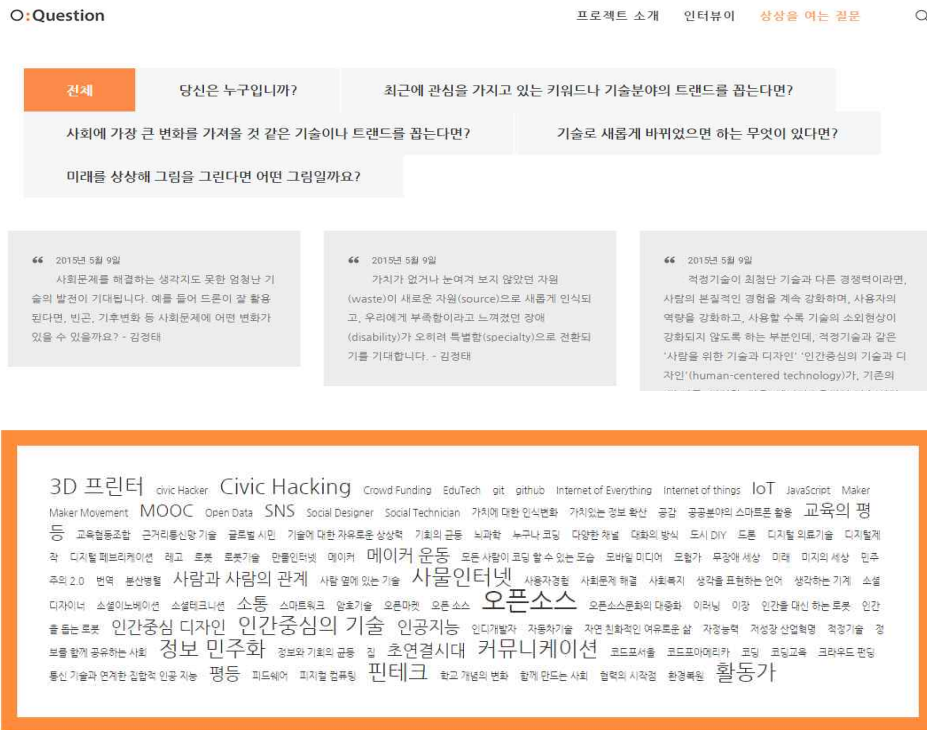 O:Question
프로젝트 소개 인터뷰이 상상을 여는 질문
전체 당신은 누구입니까? 최근에 관심을 가지고 있는 키워드나 기술분야의 트랜드를 꼽는다면?
사회에 가장 큰 변화를 가져올 것 같은 기술이나 트랜드를 꼽는다면? 기술로 새롭게 바뀌었으면 하는 무엇이 있다면?
미래를 상상해 그림을 그린다면 어떤 그림일까요?
❝ 2015년 5월 9일
사회문제를 해결하는 생각지도 못한 엄청난 기
술의 발전이 기대됩니다. 예를 들어 드론이 잘 활용
된다면, 빈곤, 기후변화 등 사회문제에 어떤 변화가
있을 수 있을까요? - 김정태
❝ 2015년 5월 9일
가치가 없거나 눈여겨 보지 않았던 자원
(waste)이 새로운 자원(source)으로 새롭게 인식되
고, 우리에게 부족함이라고 느껴졌던 장애
(disability)가 오히려 특별함(specialty)으로 전환되
기를 기대합니다. - 김정태
❝ 2015년 5월 9일
적정기술이 최첨단 기술과 다른 경쟁력이라면,
사람의 본질적인 경험을 계속 강화하며, 사용자의
역량을 강화하고, 사용할 수록 기술의 소외현상이
강화되지 않도록 하는 부분인데, 적정기술과 같은
'사람을 위한 기술과 디자인' '인간중심의 기술과 디
자인'(human-centered technology)가, 기존의
3D 프린터 civic Hacker Civic Hacking Crowd Funding EduTech git github Internet of Everything Internet of things IoT JavaScript Maker
Maker Movement MOOC Open Data SNS Social Designer Social Technician 가치에 대한 인식변화 가치있는 정보 확산 공감 공공분야의 스마트폰 활용 교육의 평
등 교육협동조합 근거리통신망 기술 글로벌 시민 기술에 대한 자유로운 상상력 기회의 균등 뇌과학 누구나 코딩 다양한 채널 대화의 방식 도시 DIY 드론 디지털 의료기술 디지털제
작 디지털 페브리케이션 레고 로봇 로봇기술 만물인터넷 메이커 메이커 운동 모든 사람이 코딩 할 수 있는 모습 모바일 미디어 모험가 무장애 세상 미래 미지의 세상 민주
주의 2.0 번역 분산병렬 사람과 사람의 관계 사람 옆에 있는 기술 사물인터넷 사용자경험 사회문제 해결 사회복지 생각을 표현하는 언어 생각하는 기계 소셜
디자이너 소셜이노베이션 소셜테크니션 소통 스마트워크 암호기술 오픈마켓 오픈 소스 오픈소스 오픈소스문화의 대중화 이러닝 이장 인간을 대신 하는 로봇 인간
을 돕는 로봇 인간중심 디자인 인간중심의 기술 인공지능 인디개발자 자동차기술 자연 친화적인 여유로운 삶 자정능력 저성장 산업혁명 적정기술 정
보를 함께 공유하는 사회 정보 민주화 정보와 기회의 균등 집 초연결시대 커뮤니케이션 코드포서울 코드포아메리카 코딩 코딩교육 크라우드 펀딩
통신 기술과 연계한 집합적 인공 지능 평등 피드웨어 피지컬 컴퓨팅 핀테크 학교 개념의 변화 함께 만드는 사회 협력의 시작점 환경복원 활동가